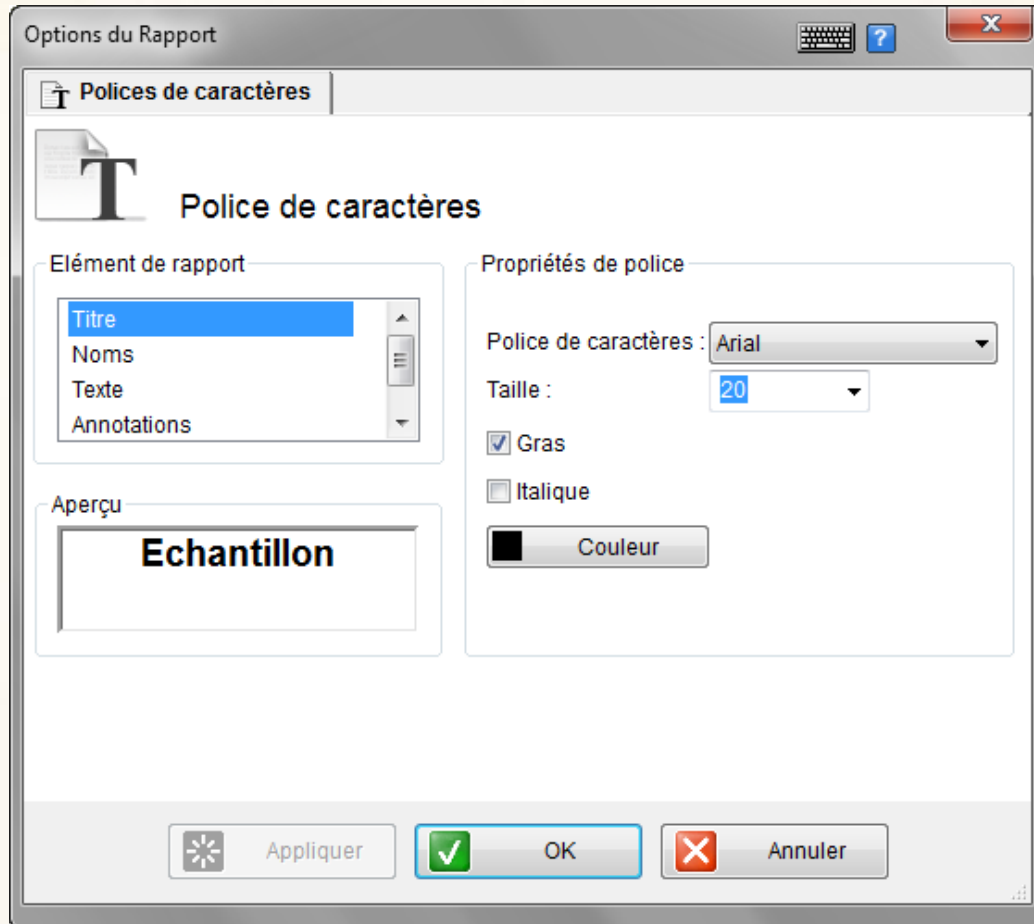 Options du Rapport
?
Polices de caractères
Police de caractères
Elément de rapport
Titre
Noms
Texte
Annotations
Aperçu
Echantillon
Propriétés de police
Police de caractères : Arial
Taille : 20
Gras
Italique
Couleur
Appliquer OK Annuler